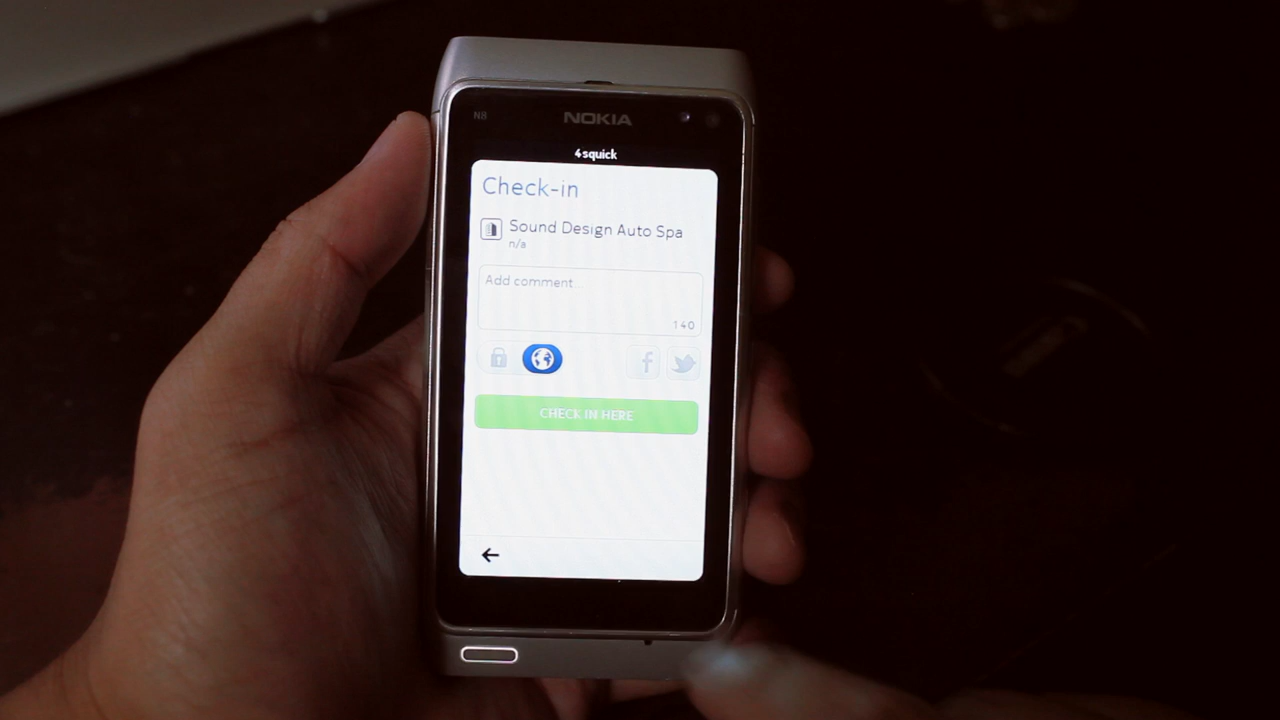 N8
NOKIA
4squick
Check-in
Sound Design Auto Spa
n/a
Add comment...
140
f
CHECK IN HERE